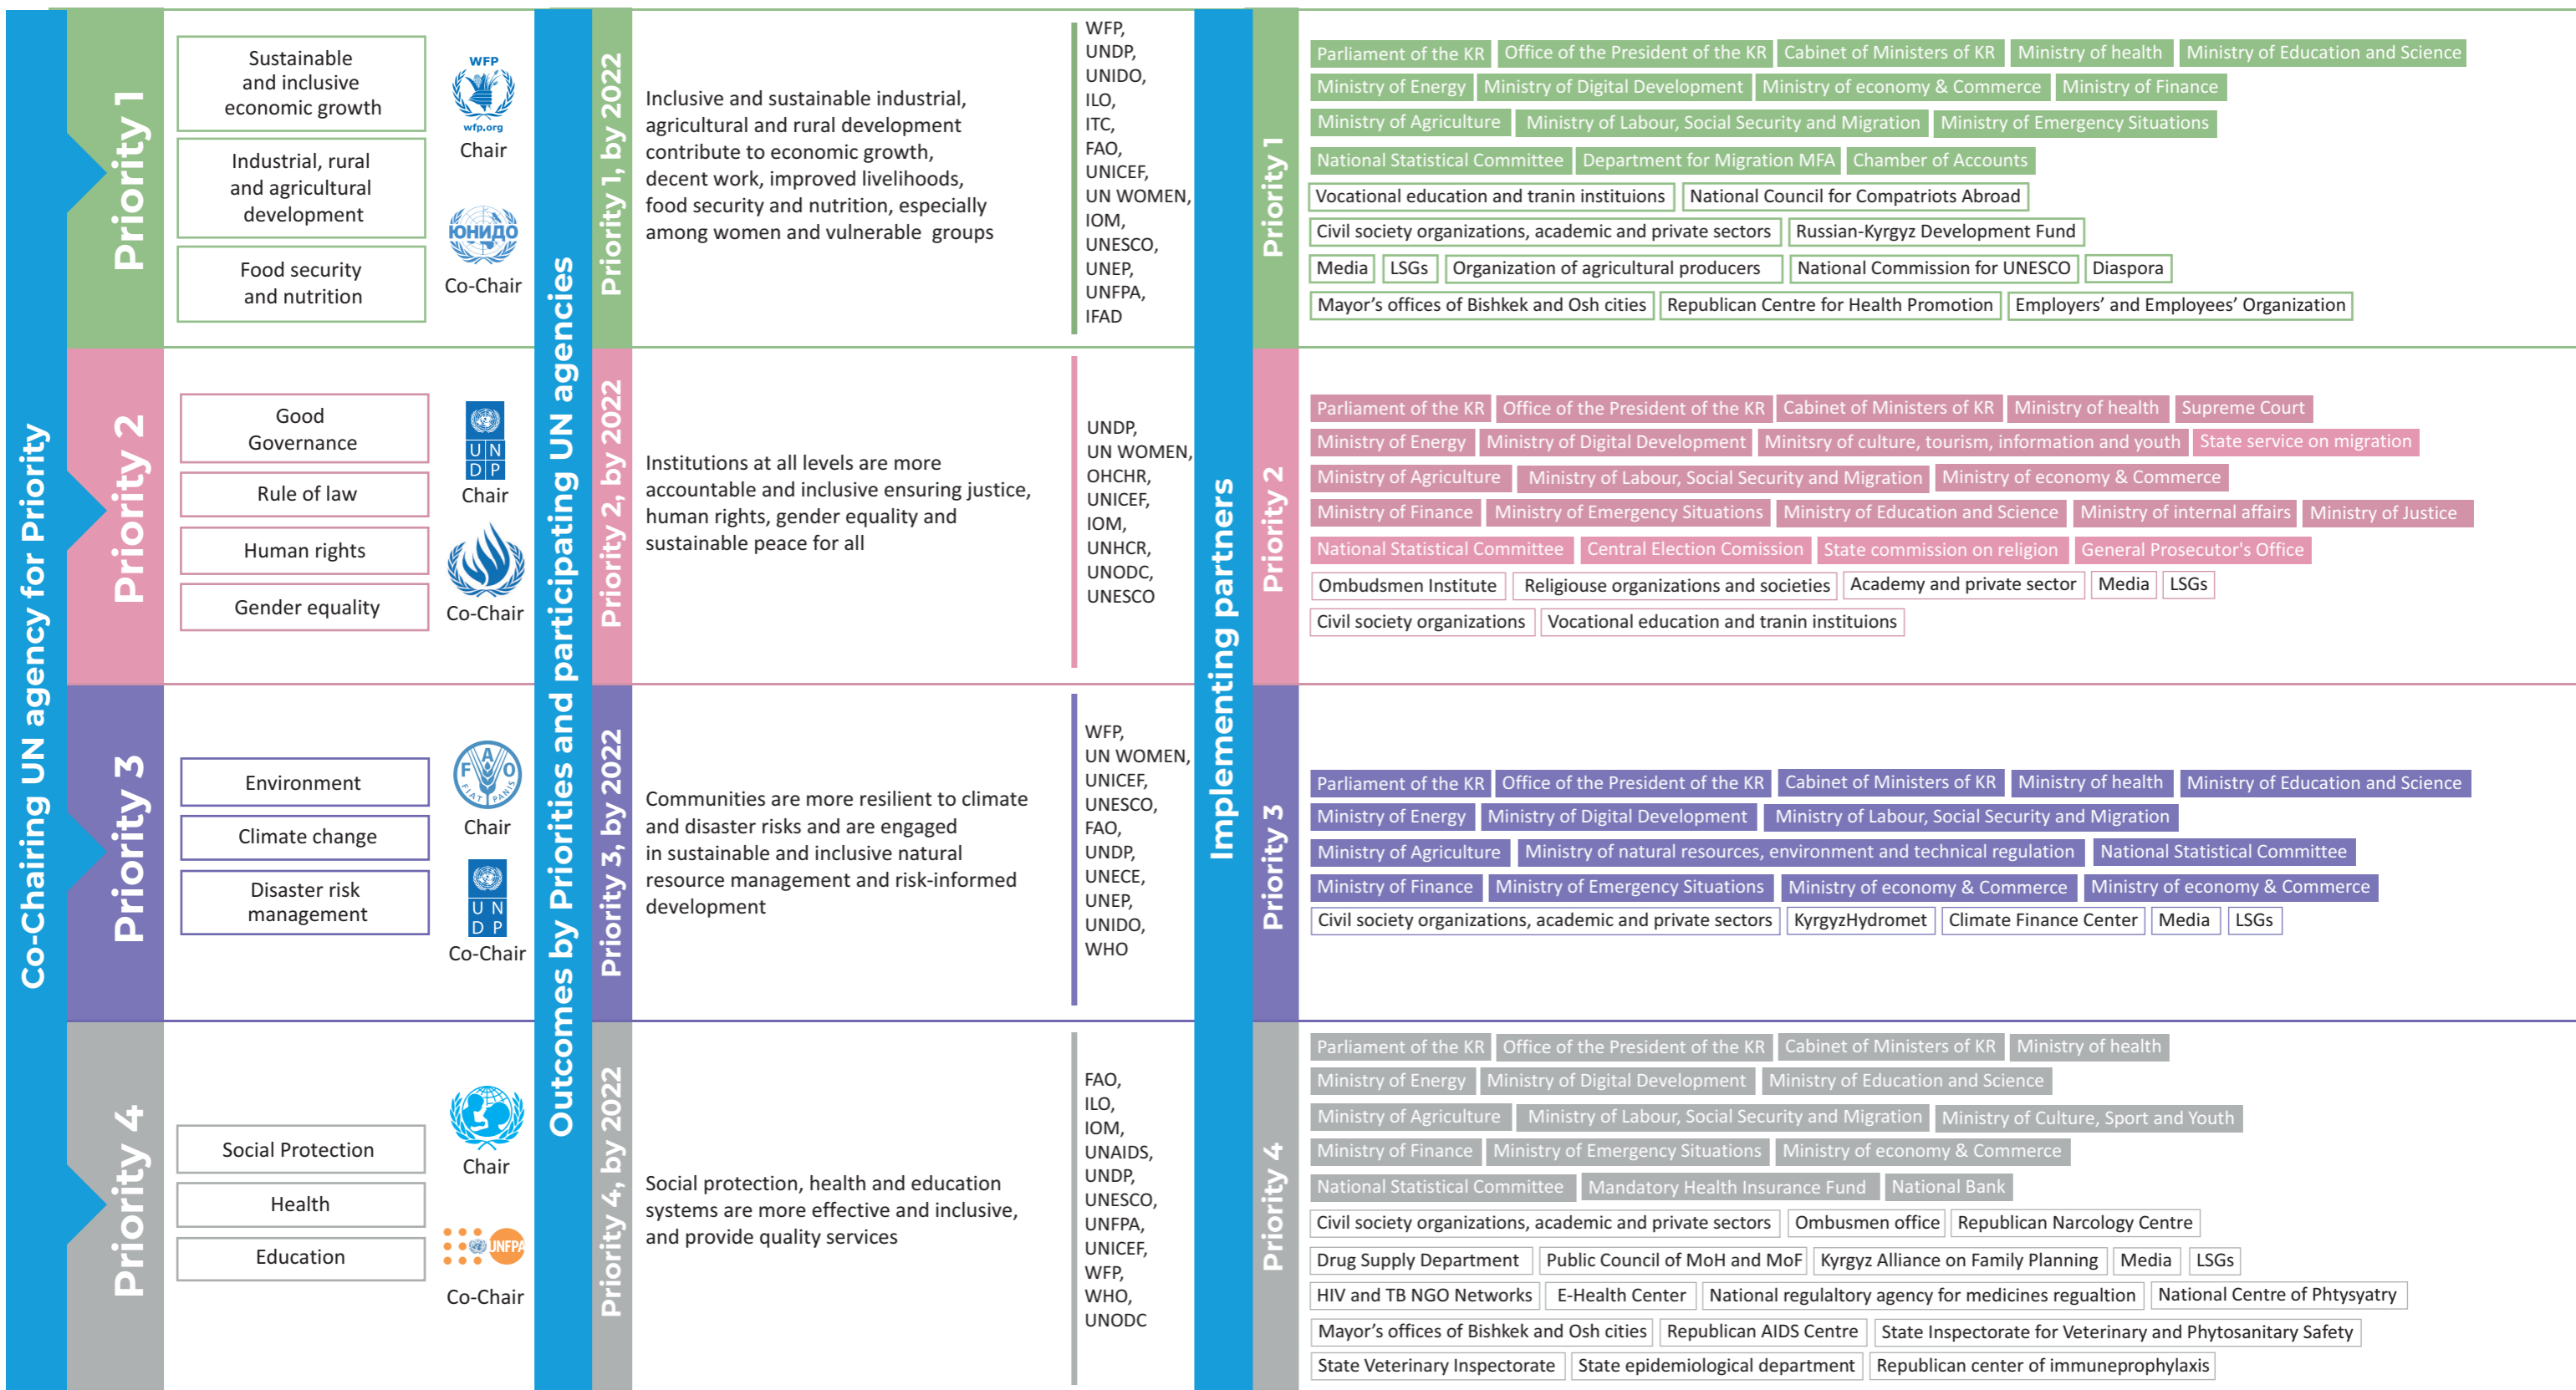 Co-Chairing UN agency for Priority
Priority 1
Sustainable
and inclusive
economic growth
Industrial, rural
and agricultural
development
Food security
and nutrition
WFP
wfp.org
Chair
ЮНИДО
Co-Chair
Outcomes by Priorities and participating UN agencies
Priority 1, by 2022
Inclusive and sustainable industrial,
agricultural and rural development
contribute to economic growth,
decent work, improved livelihoods,
food security and nutrition, especially
among women and vulnerable groups
WFP,
UNDP,
UNIDO,
ILO,
ITC,
FAO,
UNICEF,
UN WOMEN,
IOM,
UNESCO,
UNEP,
UNFPA,
IFAD
Implementing partners
Priority 1
Parliament of the KR Office of the President of the KR Cabinet of Ministers of KR Ministry of health Ministry of Education and Science
Ministry of Energy Ministry of Digital Development Ministry of economy & Commerce Ministry of Finance
Ministry of Agriculture Ministry of Labour, Social Security and Migration Ministry of Emergency Situations
National Statistical Committee Department for Migration MFA Chamber of Accounts
Vocational education and tranin instituions National Council for Compatriots Abroad
Civil society organizations, academic and private sectors Russian-Kyrgyz Development Fund
Media LSGs Organization of agricultural producers National Commission for UNESCO Diaspora
Mayor's offices of Bishkek and Osh cities Republican Centre for Health Promotion Employers' and Employees' Organization
Priority 2
Good
Governance
Rule of law
Human rights
Gender equality
UN
DP
Chair
Co-Chair
Priority 2, by 2022
Institutions at all levels are more
accountable and inclusive ensuring justice,
human rights, gender equality and
sustainable peace for all
UNDP,
UN WOMEN,
OHCHR,
UNICEF,
IOM,
UNHCR,
UNODC,
UNESCO
Priority 2
Parliament of the KR Office of the President of the KR Cabinet of Ministers of KR Ministry of health Supreme Court
Ministry of Energy Ministry of Digital Development Minitsry of culture, tourism, information and youth State service on migration
Ministry of Agriculture Ministry of Labour, Social Security and Migration Ministry of economy & Commerce
Ministry of Finance Ministry of Emergency Situations Ministry of Education and Science Ministry of internal affairs Ministry of Justice
National Statistical Committee Central Election Comission State commission on religion General Prosecutor's Office
Ombudsmen Institute Religiouse organizations and societies Academy and private sector Media LSGs
Civil society organizations Vocational education and tranin instituions
Priority 3
Environment
Climate change
Disaster risk
management
FAO
FIAT PANIS
Chair
UN
DP
Co-Chair
Priority 3, by 2022
Communities are more resilient to climate
and disaster risks and are engaged
in sustainable and inclusive natural
resource management and risk-informed
development
WFP,
UN WOMEN,
UNICEF,
UNESCO,
FAO,
UNDP,
UNECE,
UNEP,
UNIDO,
WHO
Priority 3
Parliament of the KR Office of the President of the KR Cabinet of Ministers of KR Ministry of health Ministry of Education and Science
Ministry of Energy Ministry of Digital Development Ministry of Labour, Social Security and Migration
Ministry of Agriculture Ministry of natural resources, environment and technical regulation National Statistical Committee
Ministry of Finance Ministry of Emergency Situations Ministry of economy & Commerce Ministry of economy & Commerce
Civil society organizations, academic and private sectors KyrgyzHydromet Climate Finance Center Media LSGs
Priority 4
Social Protection
Health
Education
Chair
UNFPA
Co-Chair
Priority 4, by 2022
Social protection, health and education
systems are more effective and inclusive,
and provide quality services
FAO,
ILO,
IOM,
UNAIDS,
UNDP,
UNESCO,
UNFPA,
UNICEF,
WFP,
WHO,
UNODC
Priority 4
Parliament of the KR Office of the President of the KR Cabinet of Ministers of KR Ministry of health
Ministry of Energy Ministry of Digital Development Ministry of Education and Science
Ministry of Agriculture Ministry of Labour, Social Security and Migration Ministry of Culture, Sport and Youth
Ministry of Finance Ministry of Emergency Situations Ministry of economy & Commerce
National Statistical Committee Mandatory Health Insurance Fund National Bank
Civil society organizations, academic and private sectors Ombusmen office Republican Narcology Centre
Drug Supply Department Public Council of MoH and MoF Kyrgyz Alliance on Family Planning Media LSGs
HIV and TB NGO Networks E-Health Center National regulaltory agency for medicines regualtion National Centre of Phtysyatry
Mayor's offices of Bishkek and Osh cities Republican AIDS Centre State Inspectorate for Veterinary and Phytosanitary Safety
State Veterinary Inspectorate State epidemiological department Republican center of immuneprophylaxis